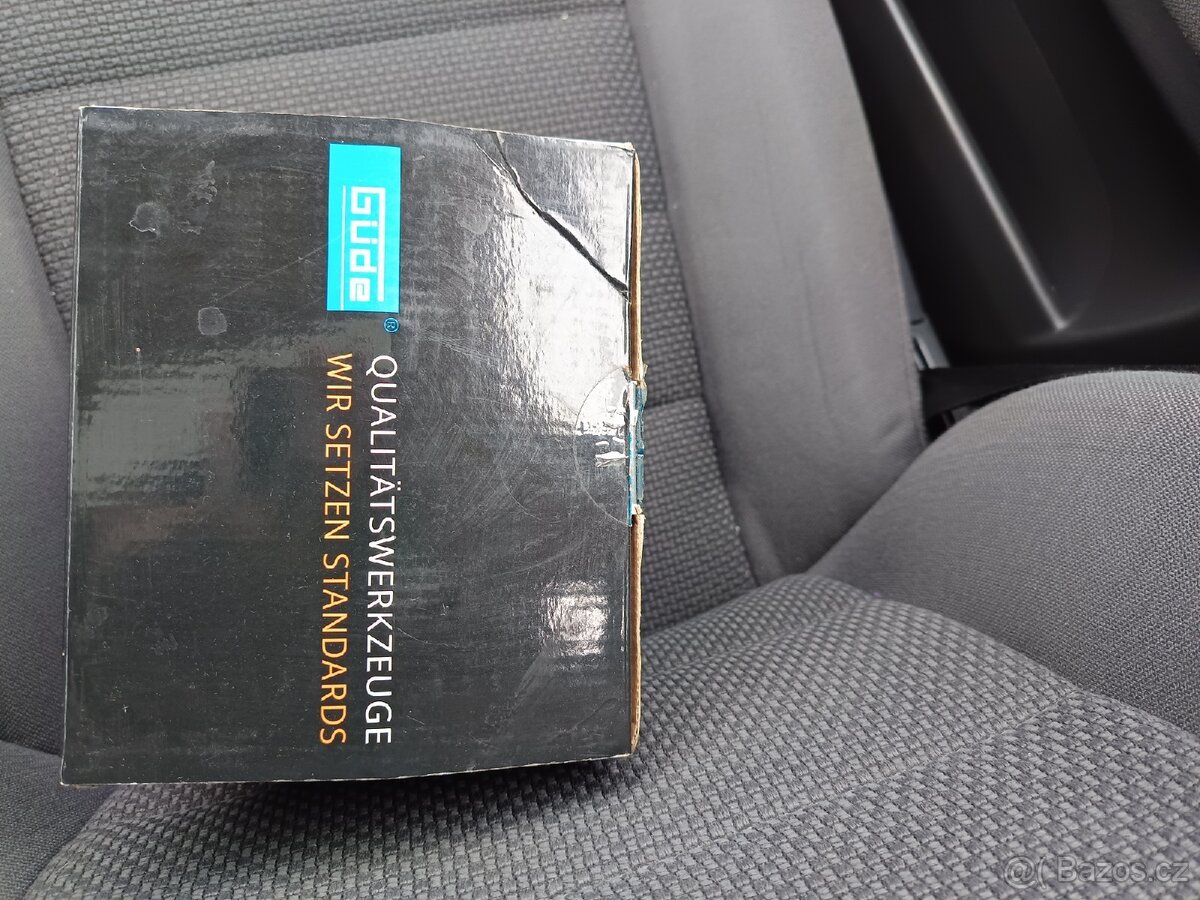 Güde®
QUALITÄTSWERKZEUGE
WIR SETZEN STANDARDS
Bazos.cz